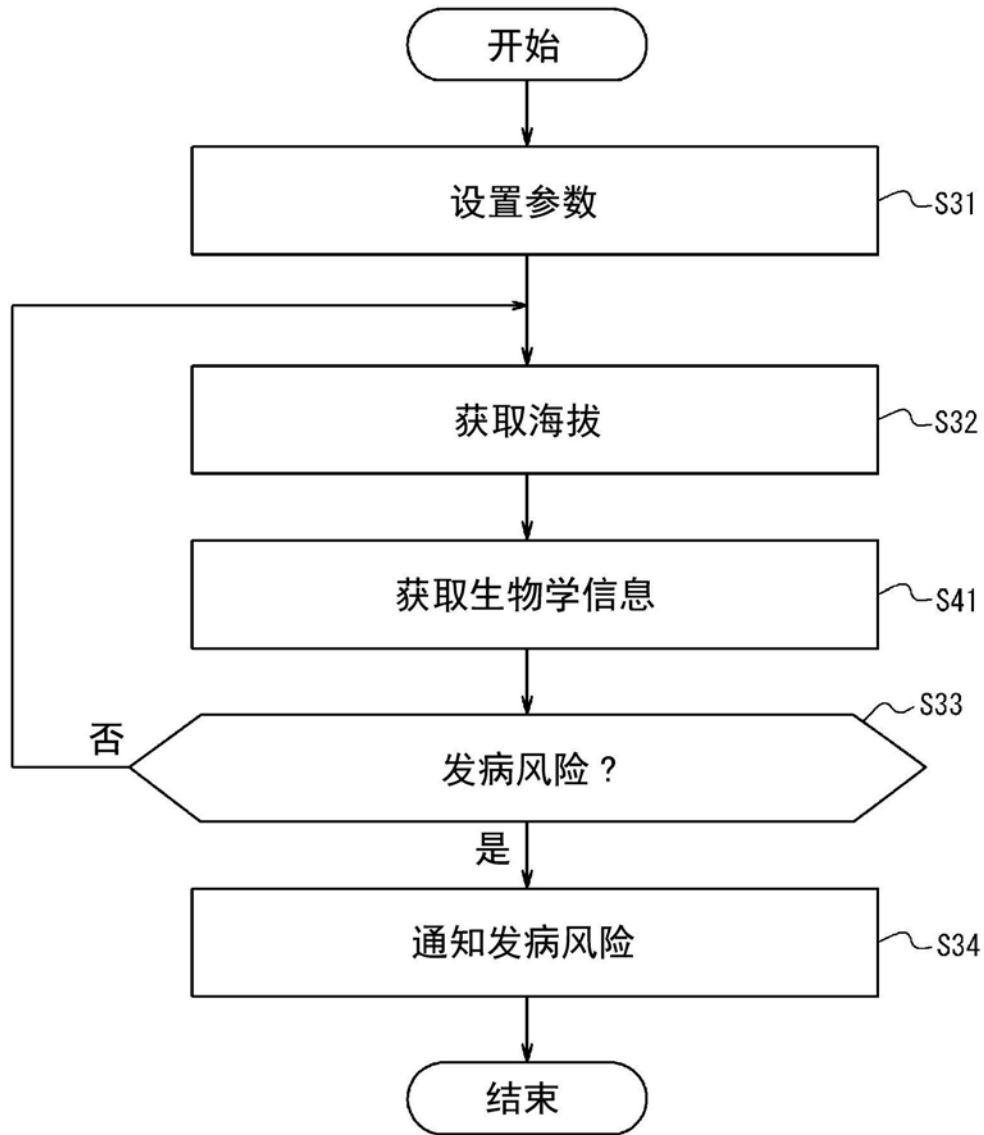 开始
设置参数
S31
获取海拔
S32
获取生物学信息
S41
S33
否
发病风险？
是
通知发病风险
S34
结束